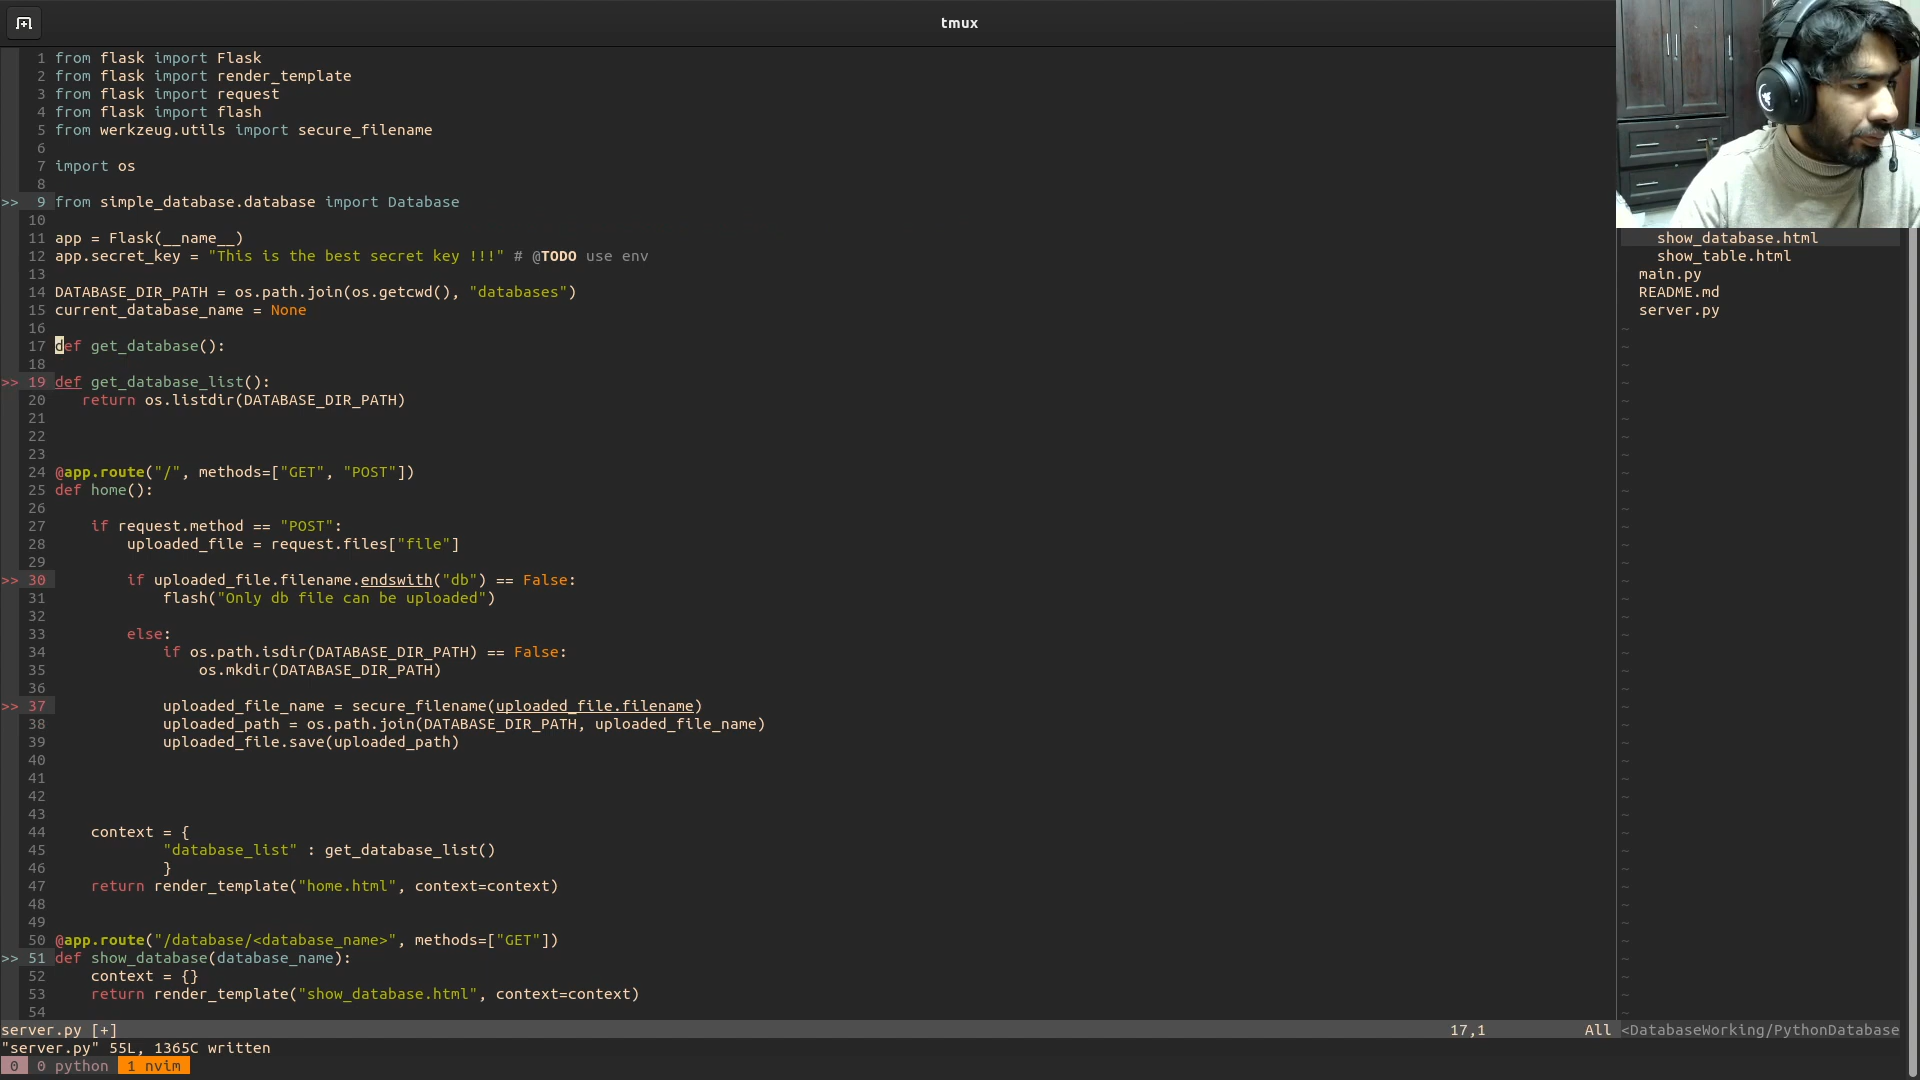 tmux
1 from flask import Flask
2 from flask import render_template
3 from flask import request
4 from flask import flash
5 from werkzeug.utils import secure_filename
6
7 import os
8
>> 9 from simple_database.database import Database
10
11 app = Flask(__name__)
12 app.secret_key = "This is the best secret key !!!" # @TODO use env
13
14 DATABASE_DIR_PATH = os.path.join(os.getcwd(), "databases")
15 current_database_name = None
16
17 def get_database():
18
>> 19 def get_database_list():
20    return os.listdir(DATABASE_DIR_PATH)
21
22
23
24 @app.route("/", methods=["GET", "POST"])
25 def home():
26
27     if request.method == "POST":
28         uploaded_file = request.files["file"]
29
>> 30         if uploaded_file.filename.endswith("db") == False:
31             flash("Only db file can be uploaded")
32
33         else:
34             if os.path.isdir(DATABASE_DIR_PATH) == False:
35                 os.mkdir(DATABASE_DIR_PATH)
36
>> 37             uploaded_file_name = secure_filename(uploaded_file.filename)
38             uploaded_path = os.path.join(DATABASE_DIR_PATH, uploaded_file_name)
39             uploaded_file.save(uploaded_path)
40
41
42
43
44     context = {
45             "database_list" : get_database_list()
46             }
47     return render_template("home.html", context=context)
48
49
50 @app.route("/database/<database_name>", methods=["GET"])
>> 51 def show_database(database_name):
52     context = {}
53     return render_template("show_database.html", context=context)
54
show_database.html
show_table.html
main.py
README.md
server.py
server.py [+] 17,1 All <DatabaseWorking/PythonDatabase
"server.py" 55L, 1365C written
0 0 python 1 nvim